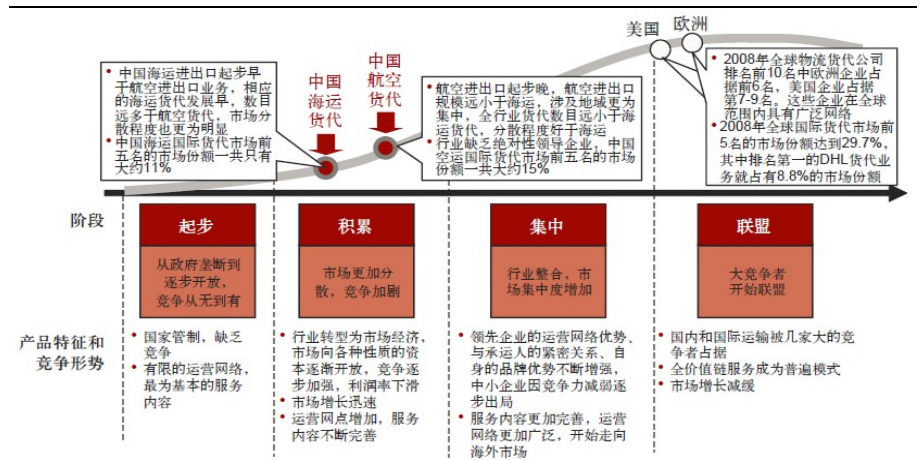 美国
欧洲
• 中国海运进出口起步早
于航空进出口业务，相应
的海运货代发展早，数目
远多于航空货代，市场分
散程度也更为明显
• 中国海运国际货代市场前
五名的市场份额一共只有
大约11%
中国
海运
货代
中国
航空
货代
• 航空进出口起步晚，航空进出口
规模远小于海运，涉及地域更为
集中，全行业货代数目远小于海
运货代，分散程度好于海运
• 行业缺乏绝对性领导企业，中国
空运国际货代市场前五名的市场
份额一共大约15%
• 2008年全球物流货代公司
排名前10名中欧洲企业占
据前6名，美国企业占据
第7-9名。这些企业在全球
范围内具有广泛网络
• 2008年全球国际货代市场前
5名的市场份额达到29.7%，
其中排名第一的DHL货代业
务就占有8.8%的市场份额
阶段
起步
积累
集中
联盟
从政府垄断到
逐步开放，
竞争从无到有
市场更加分
散，竞争加剧
行业整合，市
场集中度增加
大竞争者
开始联盟
产品特征和
竞争形势
• 国家管制，缺乏
竞争
• 有限的运营网络，
最为基本的服务
内容
• 行业转型为市场经济，
市场向各种性质的资
本逐渐开放，竞争逐
步加强，利润率下滑
• 市场增长迅速
• 运营网点增加，服务
内容不断完善
• 领先企业的运营网络优势、
与承运人的紧密关系、自
身的品牌优势不断增强，
中小企业因竞争力减弱逐
步出局
• 服务内容更加完善，运营
网络更加广泛，开始走向
海外市场
• 国内和国际运输被几家大的竞
争者占据
• 全价值链服务成为普遍模式
• 市场增长减缓